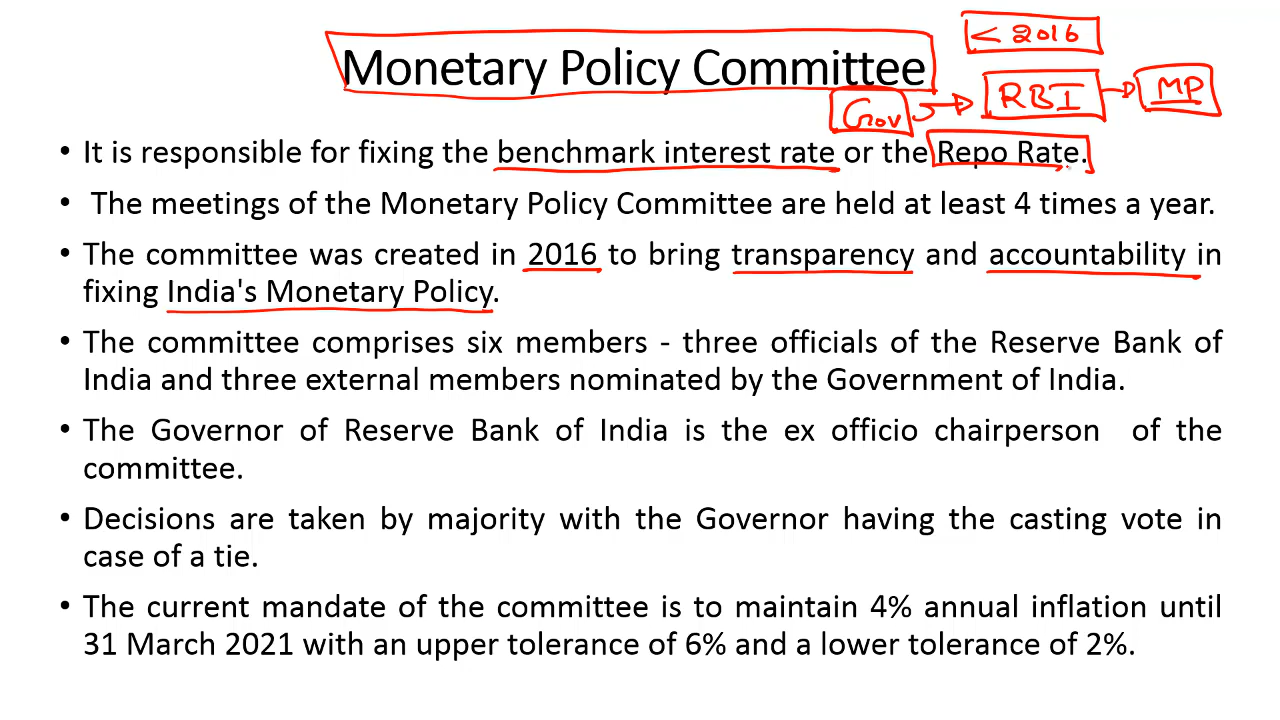 < 2016
Monetary Policy Committee
Gov → RBI → MP
• It is responsible for fixing the benchmark interest rate or the Repo Rate.
• The meetings of the Monetary Policy Committee are held at least 4 times a year.
• The committee was created in 2016 to bring transparency and accountability in
fixing India's Monetary Policy.
• The committee comprises six members - three officials of the Reserve Bank of
India and three external members nominated by the Government of India.
• The Governor of Reserve Bank of India is the ex officio chairperson of the
committee.
• Decisions are taken by majority with the Governor having the casting vote in
case of a tie.
• The current mandate of the committee is to maintain 4% annual inflation until
31 March 2021 with an upper tolerance of 6% and a lower tolerance of 2%.